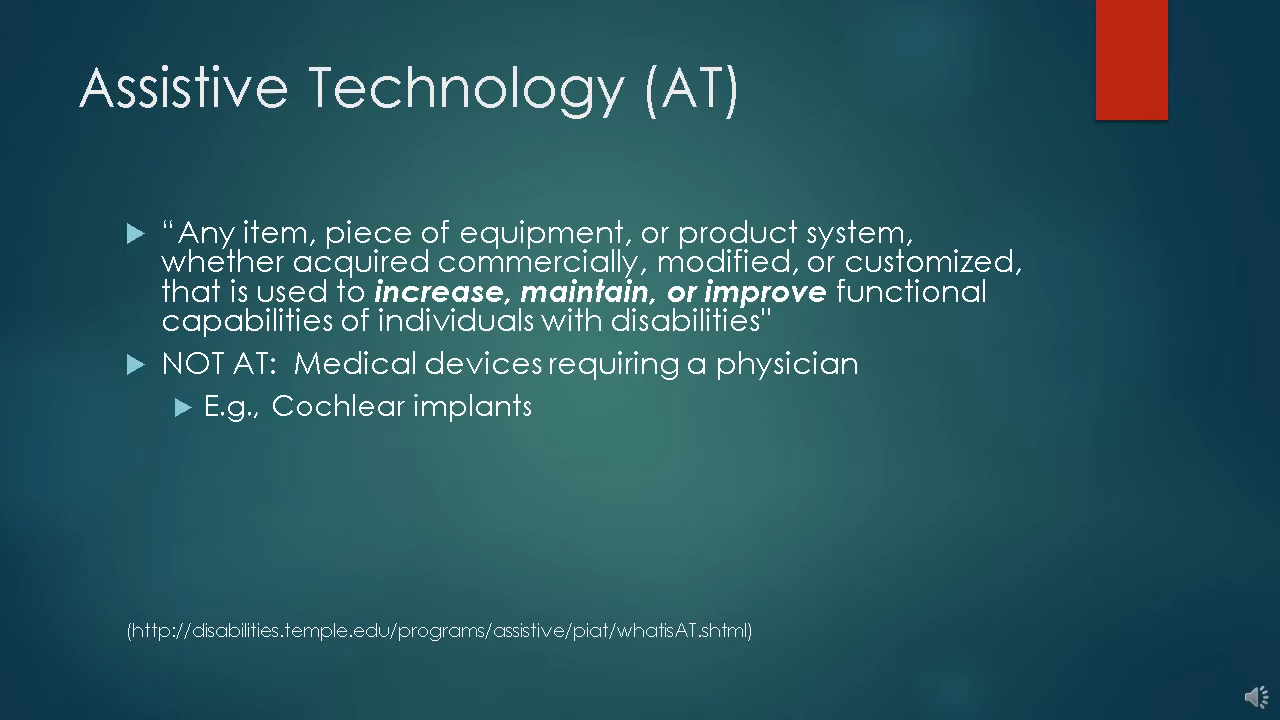 Assistive Technology (AT)
“Any item, piece of equipment, or product system,
whether acquired commercially, modified, or customized,
that is used to increase, maintain, or improve functional
capabilities of individuals with disabilities"
NOT AT:  Medical devices requiring a physician
E.g., Cochlear implants
(http://disabilities.temple.edu/programs/assistive/piat/whatisAT.shtml)